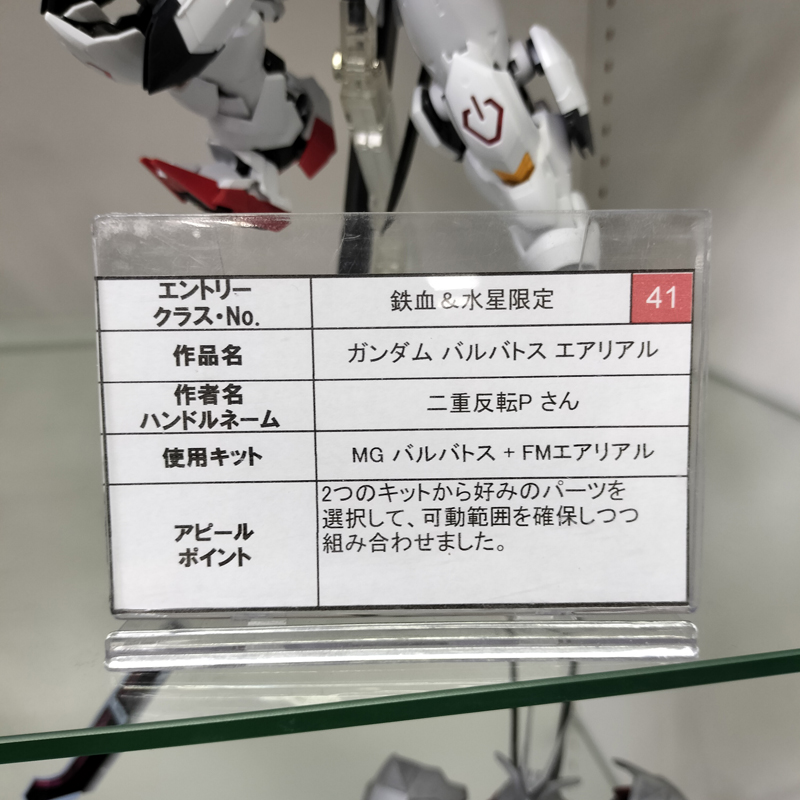 エントリー
クラス・No.
鉄血＆水星限定
41
作品名
ガンダム バルバトス エアリアル
作者名
ハンドルネーム
二重反転P さん
使用キット
MG バルバトス + FMエアリアル
アピール
ポイント
2つのキットから好みのパーツを
選択して、可動範囲を確保しつつ
組み合わせました。